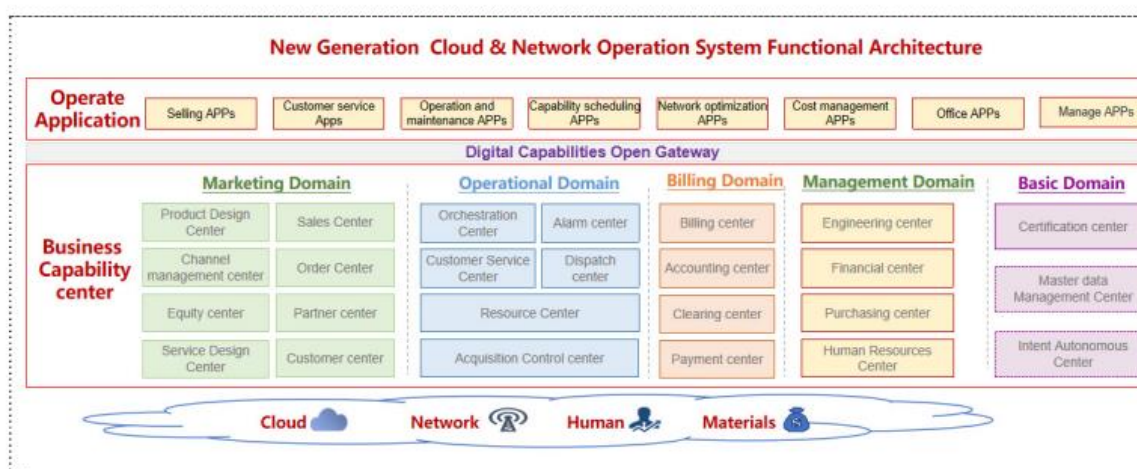 New Generation Cloud & Network Operation System Functional Architecture
Operate
Application
Selling APPs
Customer service
Apps
Operation and
maintenance APPs
Capability scheduling
APPs
Network optimization
APPs
Cost management
APPs
Office APPs
Manage APPs
Digital Capabilities Open Gateway
Business
Capability
center
Marketing Domain
Product Design
Center
Sales Center
Channel
management center
Order Center
Equity center
Partner center
Service Design
Center
Customer center
Operational Domain
Orchestration
Center
Alarm center
Customer Service
Center
Dispatch
center
Resource Center
Acquisition Control center
Billing Domain
Billing center
Accounting center
Clearing center
Payment center
Management Domain
Engineering center
Financial center
Purchasing center
Human Resources
Center
Basic Domain
Certification center
Master data
Management Center
Intent Autonomous
Center
Cloud
Network
Human
Materials
$